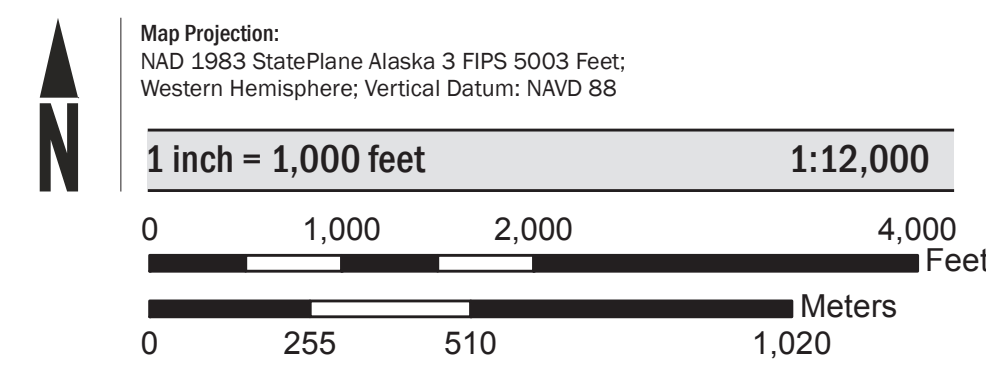 N
Map Projection:
NAD 1983 StatePlane Alaska 3 FIPS 5003 Feet;
Western Hemisphere; Vertical Datum: NAVD 88
1 inch = 1,000 feet 1:12,000
0 1,000 2,000 4,000
Feet
Meters
0 255 510 1,020